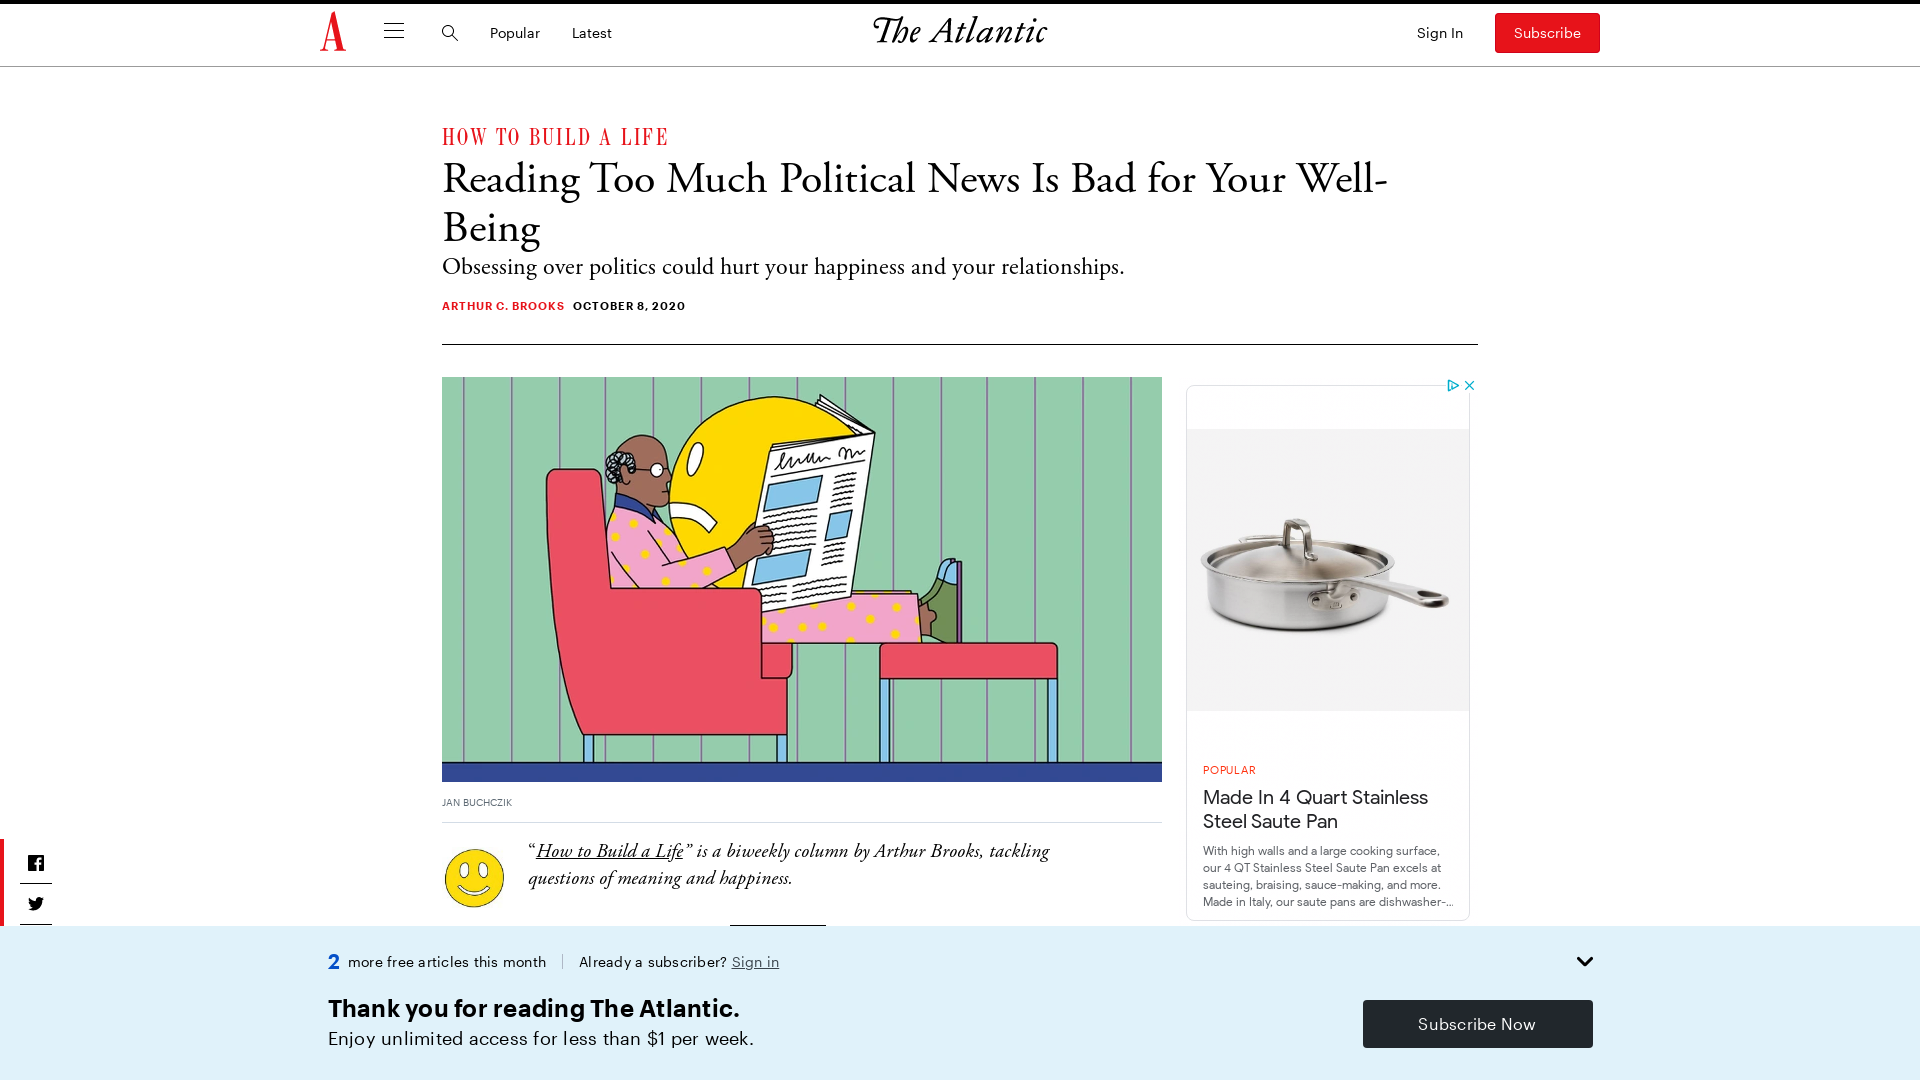 A
Popular
Latest
The Atlantic
Sign In
Subscribe
HOW TO BUILD A LIFE
Reading Too Much Political News Is Bad for Your Well-
Being
Obsessing over politics could hurt your happiness and your relationships.
ARTHUR C. BROOKS OCTOBER 8, 2020
JAN BUCHCZIK
“How to Build a Life” is a biweekly column by Arthur Brooks, tackling
questions of meaning and happiness.
POPULAR
Made In 4 Quart Stainless
Steel Saute Pan
With high walls and a large cooking surface,
our 4 QT Stainless Steel Saute Pan excels at
sauteing, braising, sauce-making, and more.
Made in Italy, our saute pans are dishwasher-...
2 more free articles this month
Already a subscriber? Sign in
Thank you for reading The Atlantic.
Enjoy unlimited access for less than $1 per week.
Subscribe Now